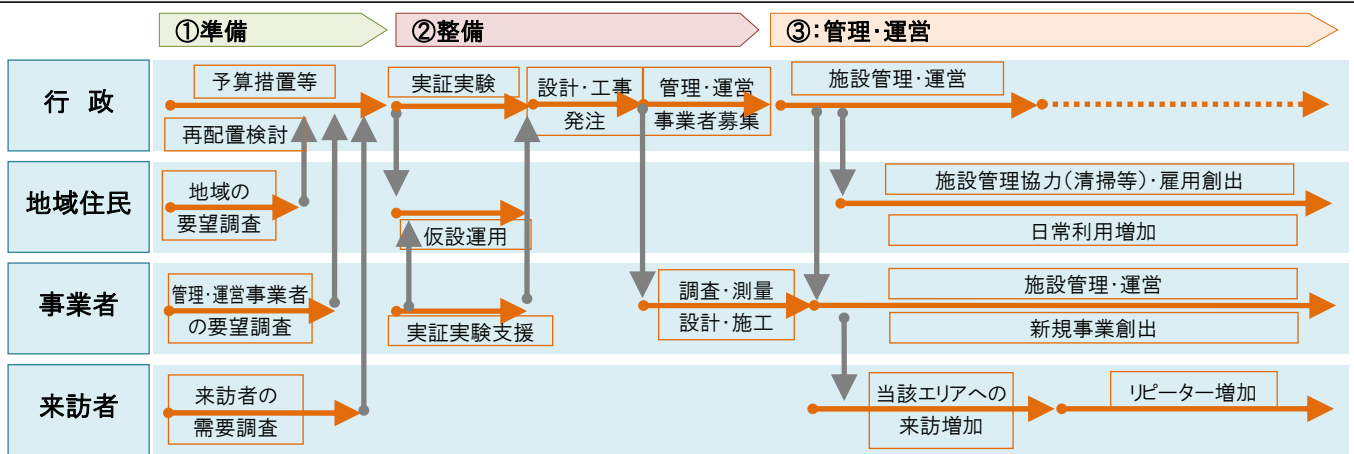 ①準備
②整備
③:管理・運営
行 政
予算措置等
再配置検討
実証実験
設計・工事
発注
管理・運営
事業者募集
施設管理・運営
地域住民
地域の
要望調査
仮設運用
施設管理協力(清掃等)・雇用創出
日常利用増加
事業者
管理・運営事業者
の要望調査
実証実験支援
調査・測量
設計・施工
施設管理・運営
新規事業創出
来訪者
来訪者の
需要調査
当該エリアへの
来訪増加
リピーター増加